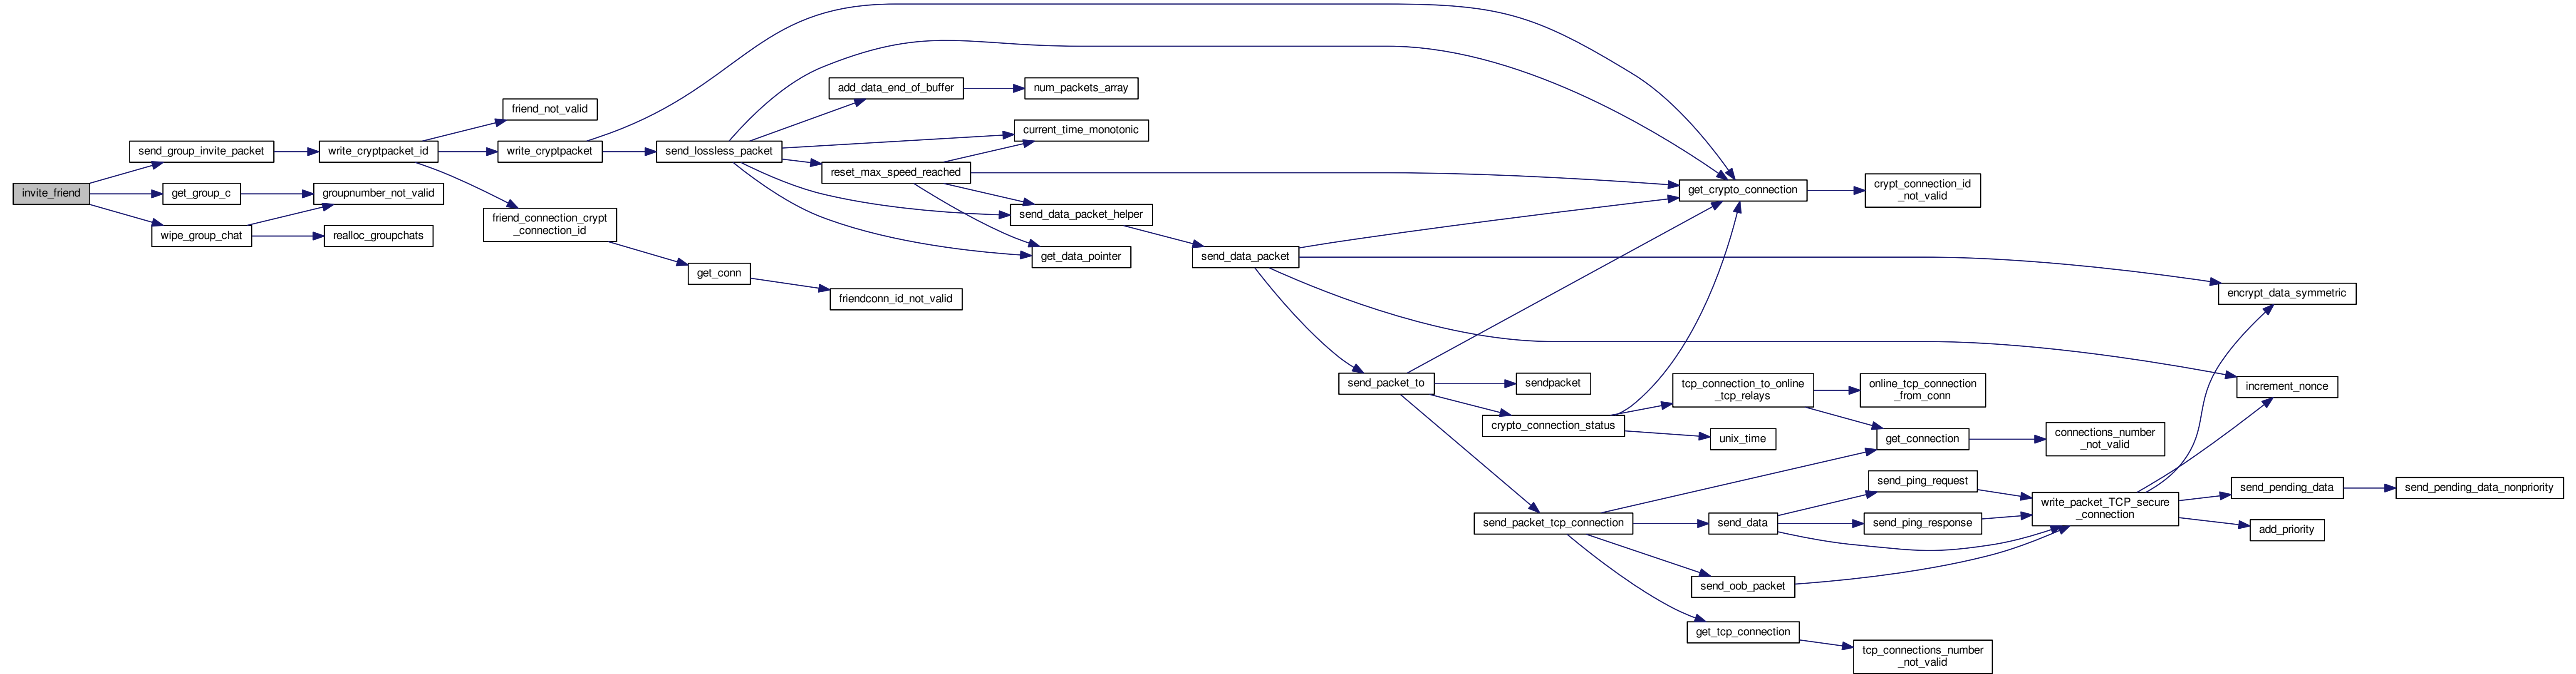 invite_friend
send_group_invite_packet
get_group_c
wipe_group_chat
write_cryptpacket_id
groupnumber_not_valid
realloc_groupchats
friend_not_valid
write_cryptpacket
friend_connection_crypt
_connection_id
send_lossless_packet
get_conn
add_data_end_of_buffer
reset_max_speed_reached
friendconn_id_not_valid
num_packets_array
current_time_monotonic
send_data_packet_helper
get_data_pointer
send_data_packet
send_packet_to
sendpacket
crypto_connection_status
send_packet_tcp_connection
get_crypto_connection
tcp_connection_to_online
_tcp_relays
unix_time
send_data
send_oob_packet
get_tcp_connection
crypt_connection_id
_not_valid
online_tcp_connection
_from_conn
get_connection
send_ping_request
send_ping_response
tcp_connections_number
_not_valid
connections_number
_not_valid
write_packet_TCP_secure
_connection
encrypt_data_symmetric
increment_nonce
send_pending_data
add_priority
send_pending_data_nonpriority